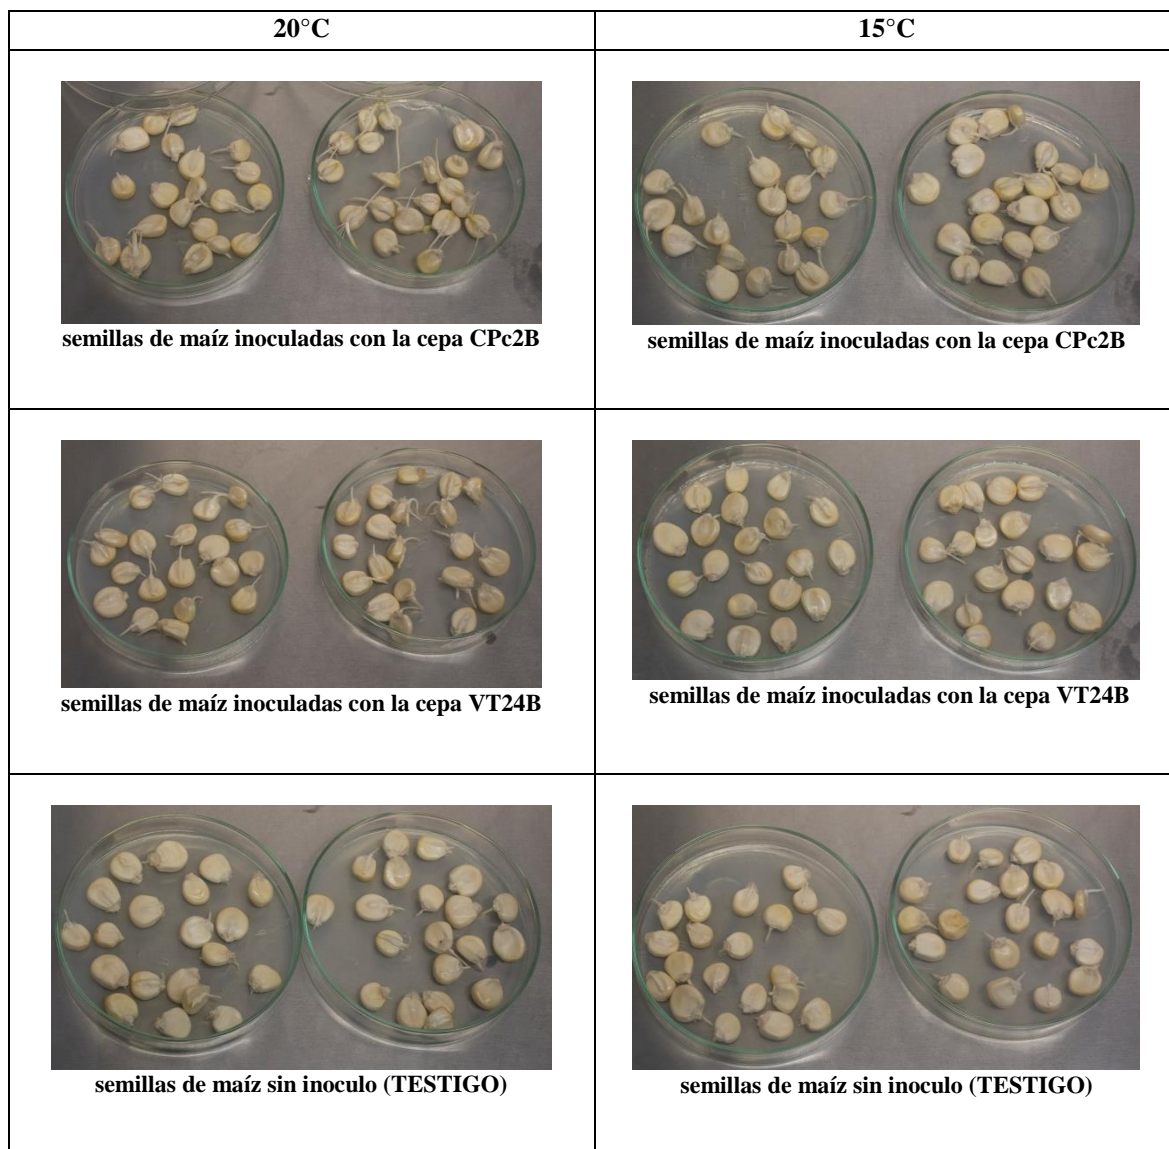 20°C
15°C
semillas de maíz inoculadas con la cepa CPc2B
semillas de maíz inoculadas con la cepa CPc2B
semillas de maíz inoculadas con la cepa VT24B
semillas de maíz inoculadas con la cepa VT24B
semillas de maíz sin inoculo (TESTIGO)
semillas de maíz sin inoculo (TESTIGO)